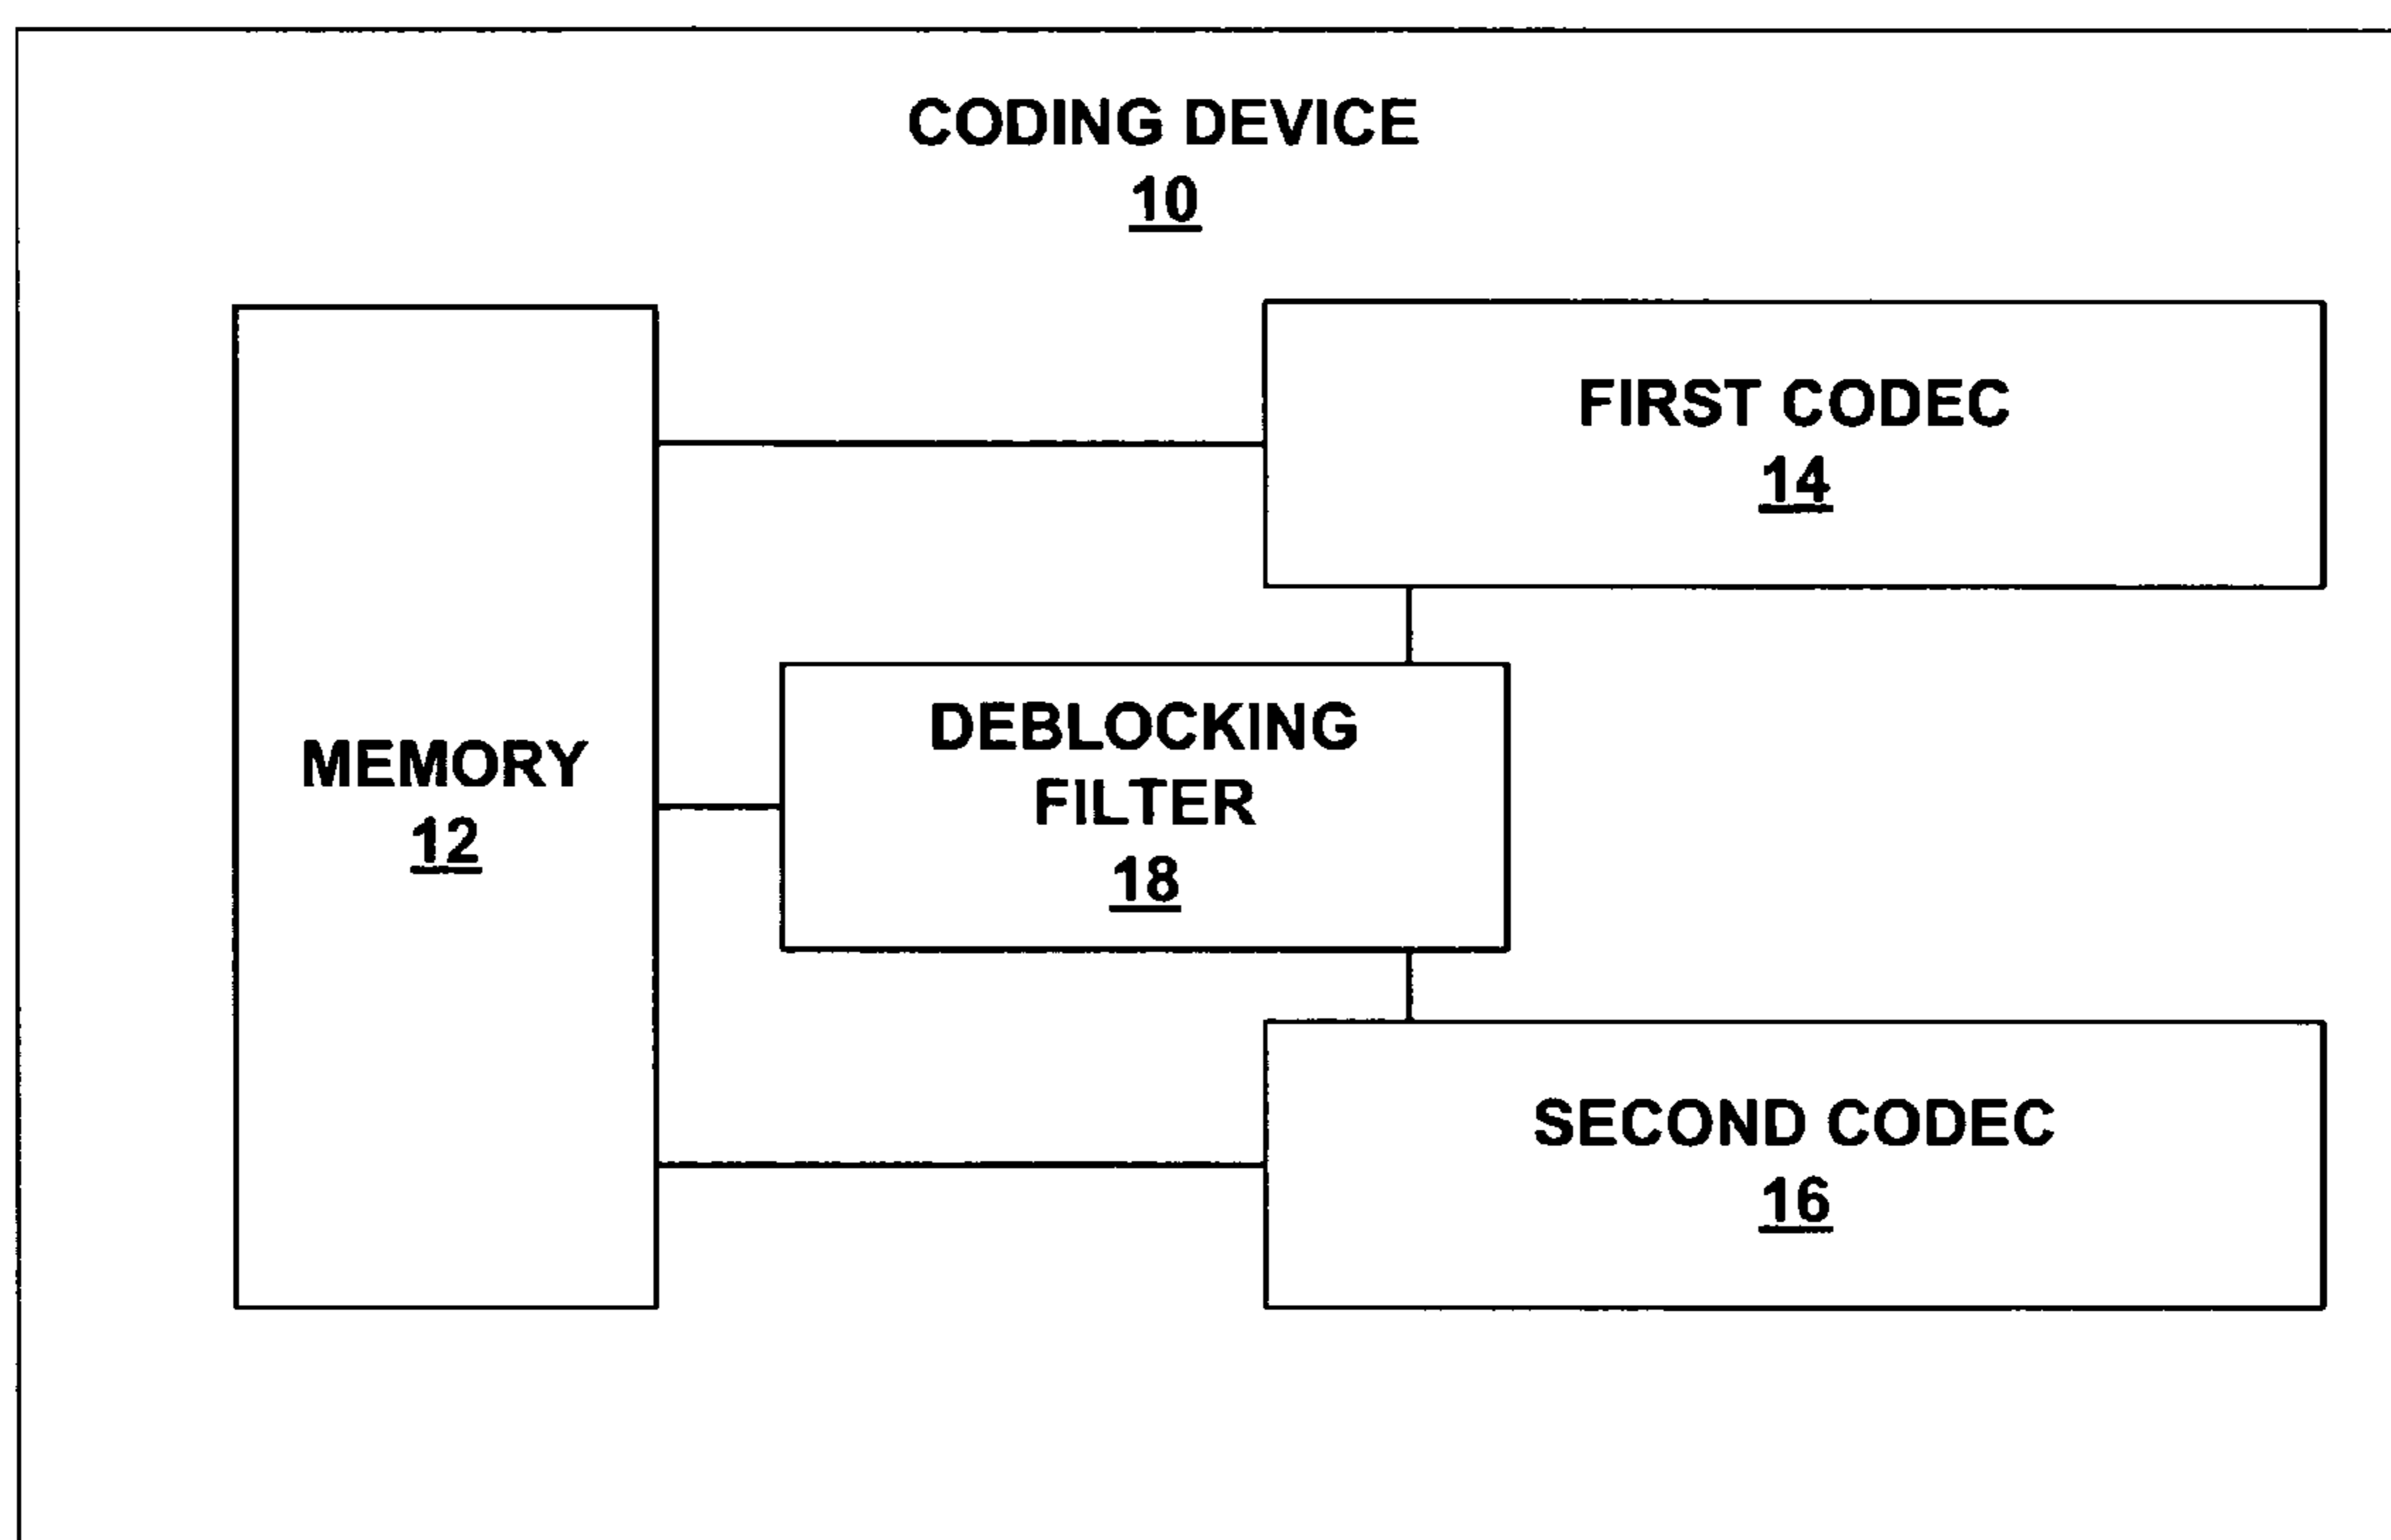 CODING DEVICE
10
FIRST CODEC
14
MEMORY
12
DEBLOCKING
FILTER
18
SECOND CODEC
16